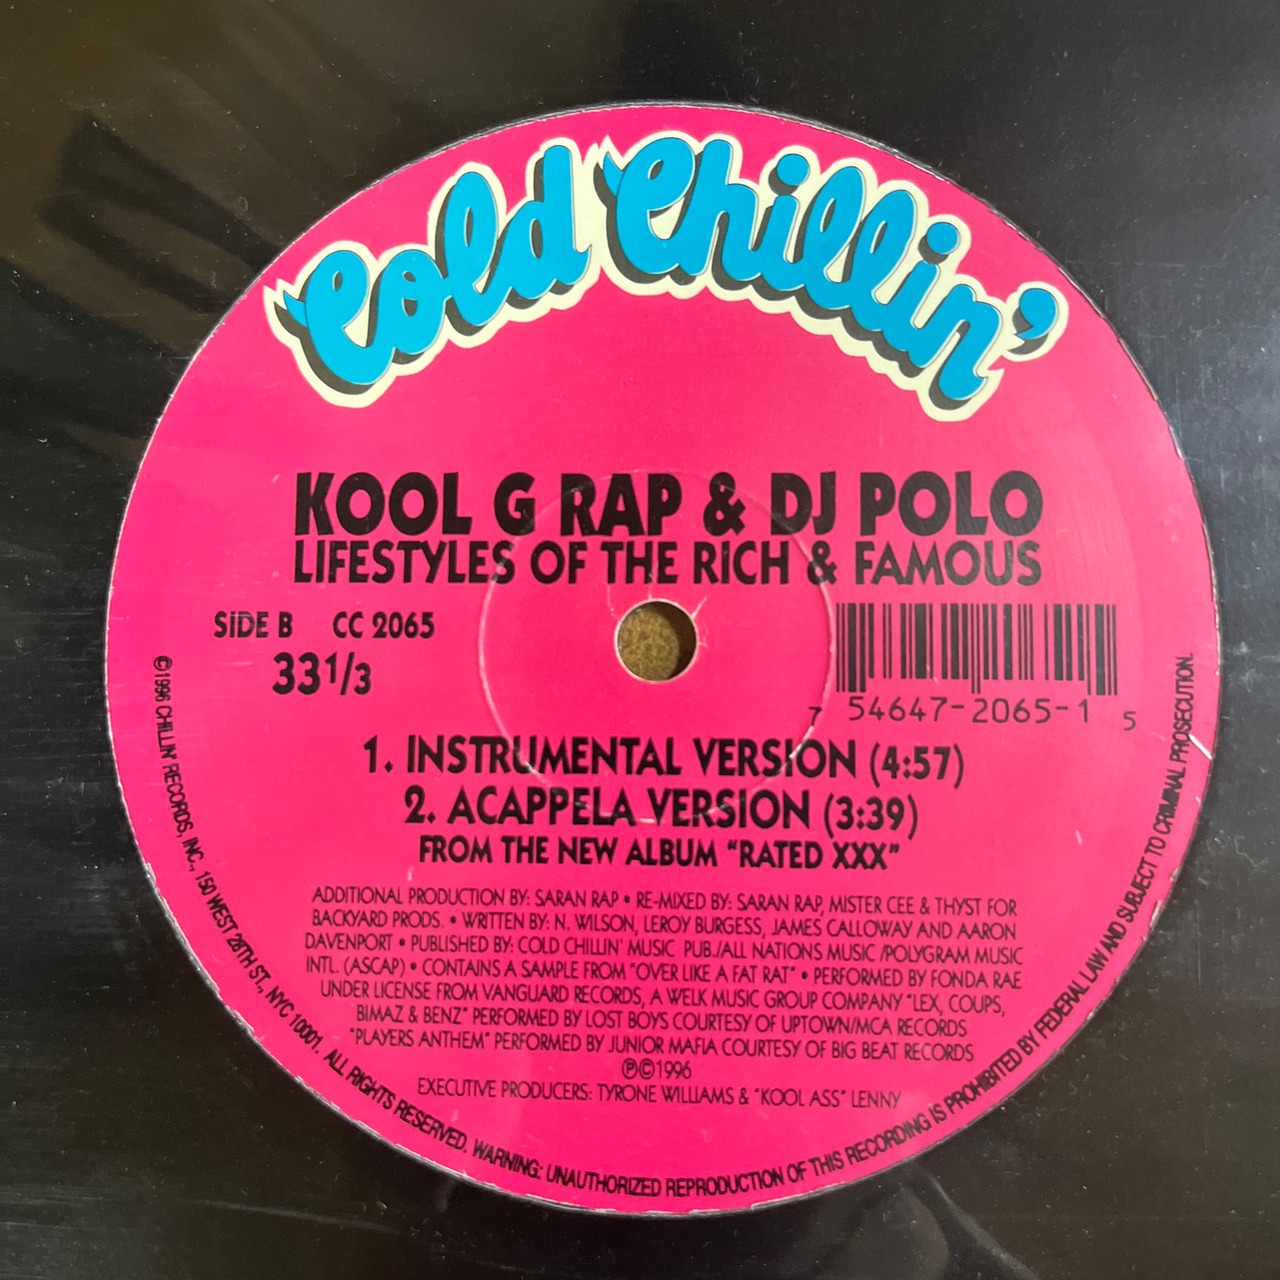 Cold Chillin'
KOOL G RAP & DJ POLO
LIFESTYLES OF THE RICH & FAMOUS
SIDE B CC 2065
33 1/3
7 54647-2065-1 5
1. INSTRUMENTAL VERSION (4:57)
2. ACAPPELA VERSION (3:39)
FROM THE NEW ALBUM "RATED XXX"
ADDITIONAL PRODUCTION BY: SARAN RAP • RE-MIXED BY: SARAN RAP, MISTER CEE & THYST FOR
BACKYARD PRODS. • WRITTEN BY: N. WILSON, LEROY BURGESS, JAMES CALLOWAY AND AARON
DAVENPORT • PUBLISHED BY: COLD CHILLIN' MUSIC PUB./ALL NATIONS MUSIC /POLYGRAM MUSIC
INTL. (ASCAP) • CONTAINS A SAMPLE FROM "OVER LIKE A FAT RAT" • PERFORMED BY FONDA RAE
UNDER LICENSE FROM VANGUARD RECORDS, A WELK MUSIC GROUP COMPANY "LEX, COUPS,
BIMAZ & BENZ" PERFORMED BY LOST BOYS COURTESY OF UPTOWN/MCA RECORDS
"PLAYERS ANTHEM" PERFORMED BY JUNIOR MAFIA COURTESY OF BIG BEAT RECORDS
℗©1996
EXECUTIVE PRODUCERS: TYRONE WILLIAMS & "KOOL ASS" LENNY
©1996 CHILLIN' RECORDS, INC., 150 WEST 28TH ST., NYC 10001. ALL RIGHTS RESERVED. WARNING: UNAUTHORIZED REPRODUCTION OF THIS RECORDING IS PROHIBITED BY FEDERAL LAW AND SUBJECT TO CRIMINAL PROSECUTION.